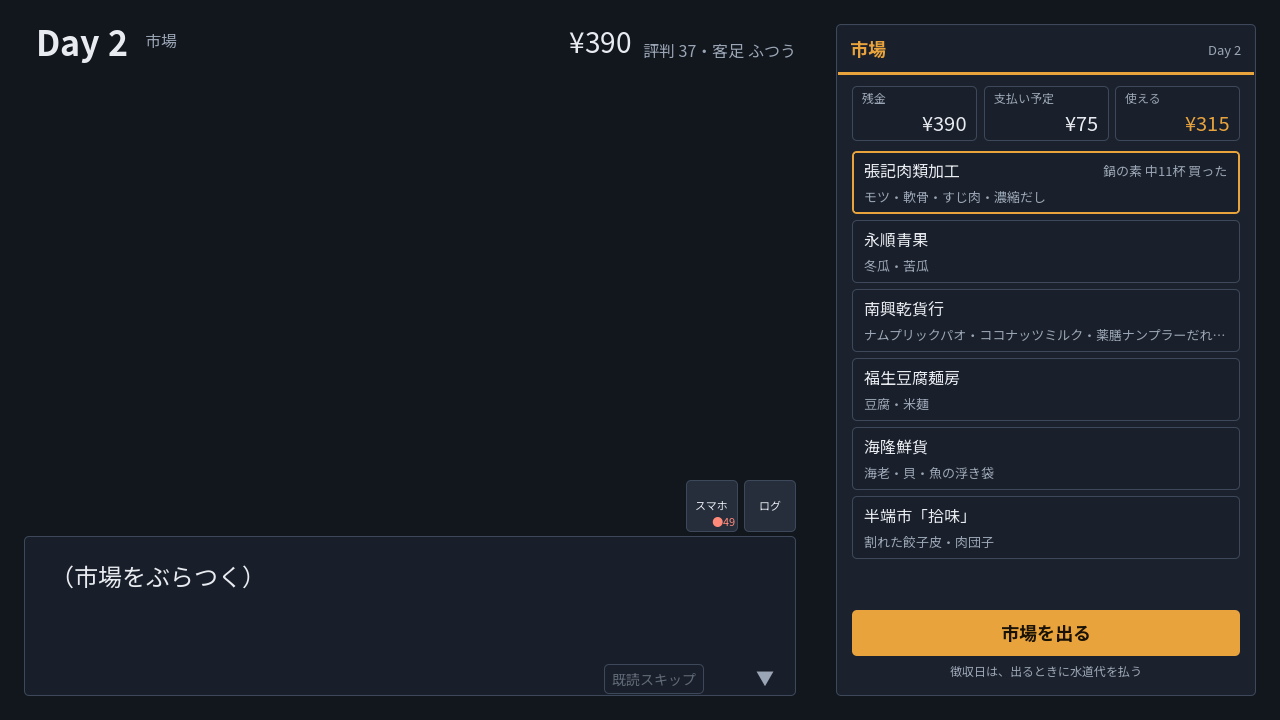 Day 2 市場
¥390 評判 37・客足 ふつう
スマホ
49
ログ
（市場をぶらつく）
既読スキップ
▼
市場 Day 2
残金
¥390
支払い予定
¥75
使える
¥315
張記肉類加工 鍋の素 中11杯 買った
モツ・軟骨・すじ肉・濃縮だし
永順青果
冬瓜・苦瓜
南興乾貨行
ナムプリックパオ・ココナッツミルク・薬膳ナンプラーだれ…
福生豆腐麺房
豆腐・米麺
海隆鮮貨
海老・貝・魚の浮き袋
半端市「拾味」
割れた餃子皮・肉団子
市場を出る
徴収日は、出るときに水道代を払う